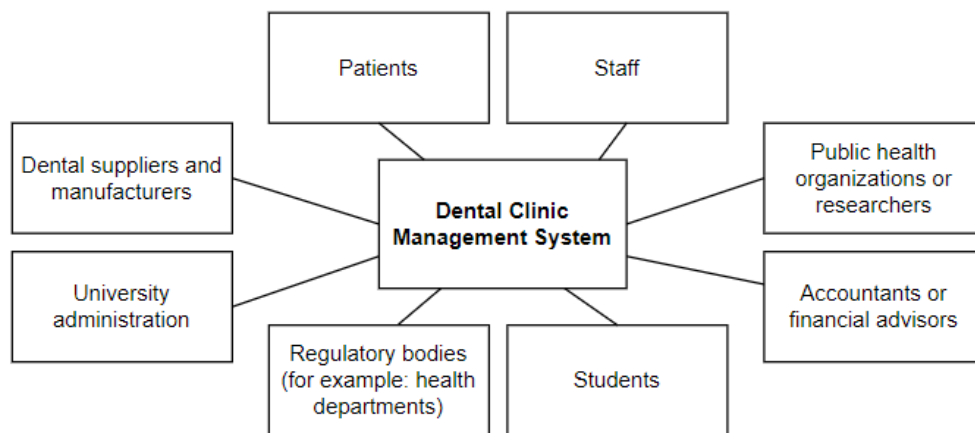 Patients
Staff
Dental suppliers and
manufacturers
Public health
organizations or
researchers
Dental Clinic
Management System
University
administration
Accountants or
financial advisors
Regulatory bodies
(for example: health
departments)
Students